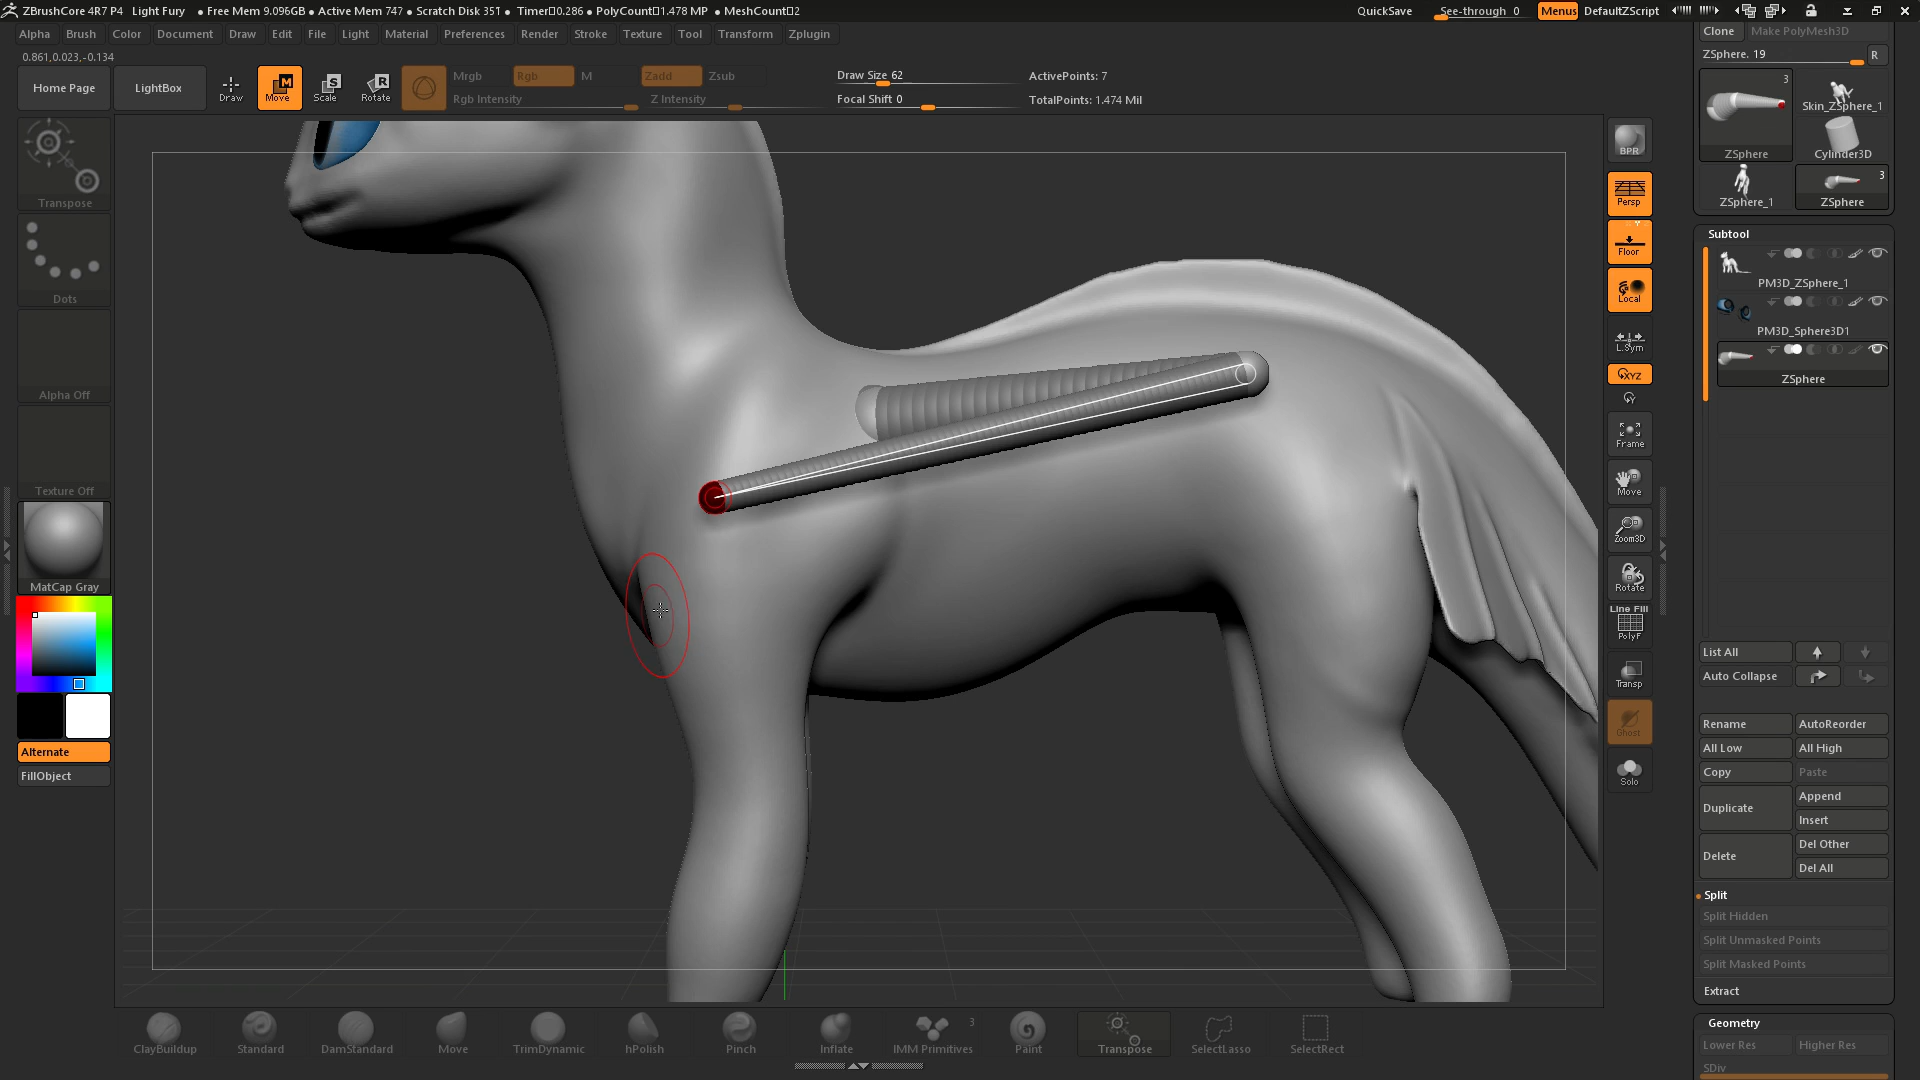 ZBrushCore 4R7 P4 Light Fury ● Free Mem 9.096GB ● Active Mem 747 ● Scratch Disk 351 ● Timer□0.286 ● PolyCount□1.478 MP ● MeshCount□2 QuickSave See-through 0 Menus DefaultZScript
Alpha Brush Color Document Draw Edit File Light Material Preferences Render Stroke Texture Tool Transform Zplugin
0.861,0.023,-0.134
Home Page
LightBox
Draw
M
Move
S
Scale
R
Rotate
Mrgb Rgb M Zadd Zsub
Rgb Intensity Z Intensity
Draw Size 62
Focal Shift 0
ActivePoints: 7
TotalPoints: 1.474 Mil
Transpose
Dots
Alpha Off
Texture Off
MatCap Gray
Alternate
FillObject
BPR
Persp
Floor
Local
L.Sym
XYZ
Y
Frame
Move
Zoom3D
Rotate
Line Fill
PolyF
Transp
Ghost
Solo
Clone Make PolyMesh3D
ZSphere. 19 R
3
ZSphere
Skin_ZSphere_1
Cylinder3D
ZSphere_1
3
ZSphere
Subtool
PM3D_ZSphere_1
PM3D_Sphere3D1
ZSphere
List All
Auto Collapse
Rename AutoReorder
All Low All High
Copy Paste
Duplicate Append
Insert
Delete Del Other
Del All
Split
Split Hidden
Split Unmasked Points
Split Masked Points
Extract
Geometry
Lower Res Higher Res
SDiv
ClayBuildup
Standard
DamStandard
Move
TrimDynamic
hPolish
Pinch
Inflate
3
IMM Primitives
Paint
Transpose
SelectLasso
SelectRect